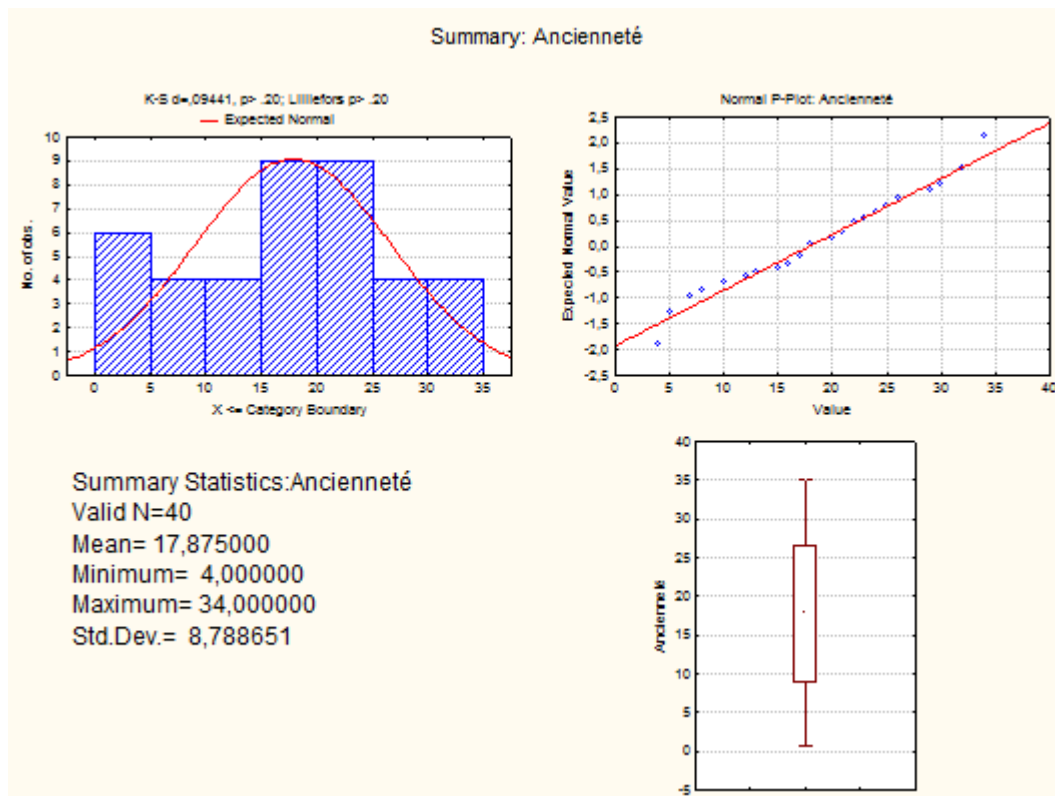 Summary: Ancienneté
K-S d=,09441, p> .20; Lilliefors p> .20
Expected Normal
10
9
8
7
6
5
4
3
2
1
0
No. of obs.
0 5 10 15 20 25 30 35
X <= Category Boundary
Normal P-Plot: Ancienneté
2,5
2,0
1,5
1,0
0,5
0,0
-0,5
-1,0
-1,5
-2,0
-2,5
Expected Normal Value
0 5 10 15 20 25 30 35 40
Value
Summary Statistics:Ancienneté
Valid N=40
Mean= 17,875000
Minimum= 4,000000
Maximum= 34,000000
Std.Dev.= 8,788651
40
35
30
25
20
15
10
5
0
-5
Ancienneté